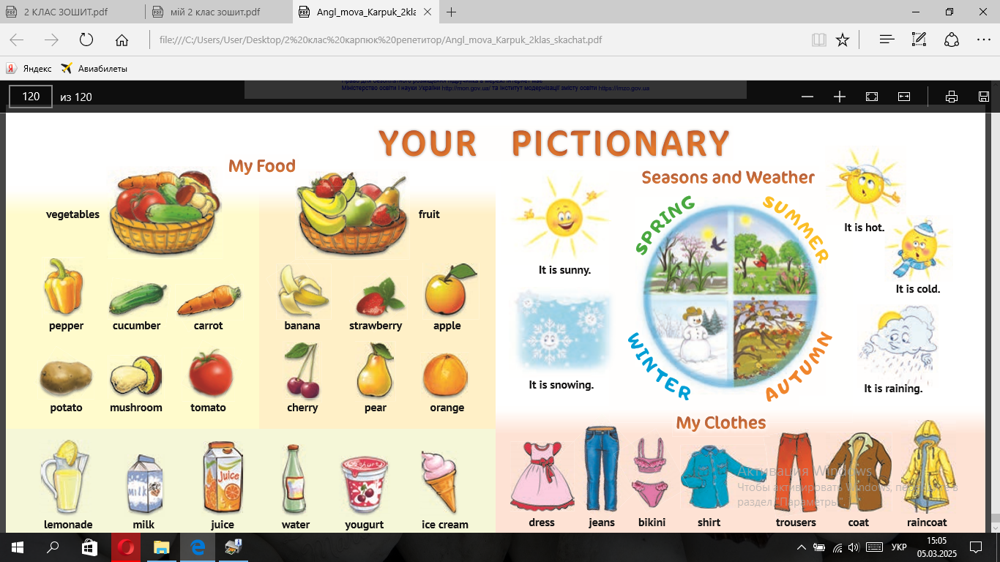 2 КЛАС ЗОШИТ.pdf
мій 2 клас зошит.pdf
Angl_mova_Karpuk_2kla
file:///C:/Users/User/Desktop/2%20клас%20карпюк%20репетитор/Angl_mova_Karpuk_2klas_skachat.pdf
Яндекс
Авиабилеты
120 из 120
Міністерство освіти і науки України http://mon.gov.ua/ та Інститут модернізації змісту освіти https://imzo.gov.ua
YOUR PICTIONARY
My Food
vegetables
fruit
pepper cucumber carrot
banana strawberry apple
potato mushroom tomato
cherry pear orange
milk
Juice
Yoghurt
lemonade milk juice water yougurt ice cream
Seasons and Weather
SPRING
SUMMER
WINTER
AUTUMN
It is sunny.
It is hot.
It is cold.
It is snowing.
It is raining.
My Clothes
dress jeans bikini shirt trousers coat raincoat
Активация Windows
Чтобы активировать Windows, перейдите в
раздел "Параметры".
УКР
15:05
05.03.2025